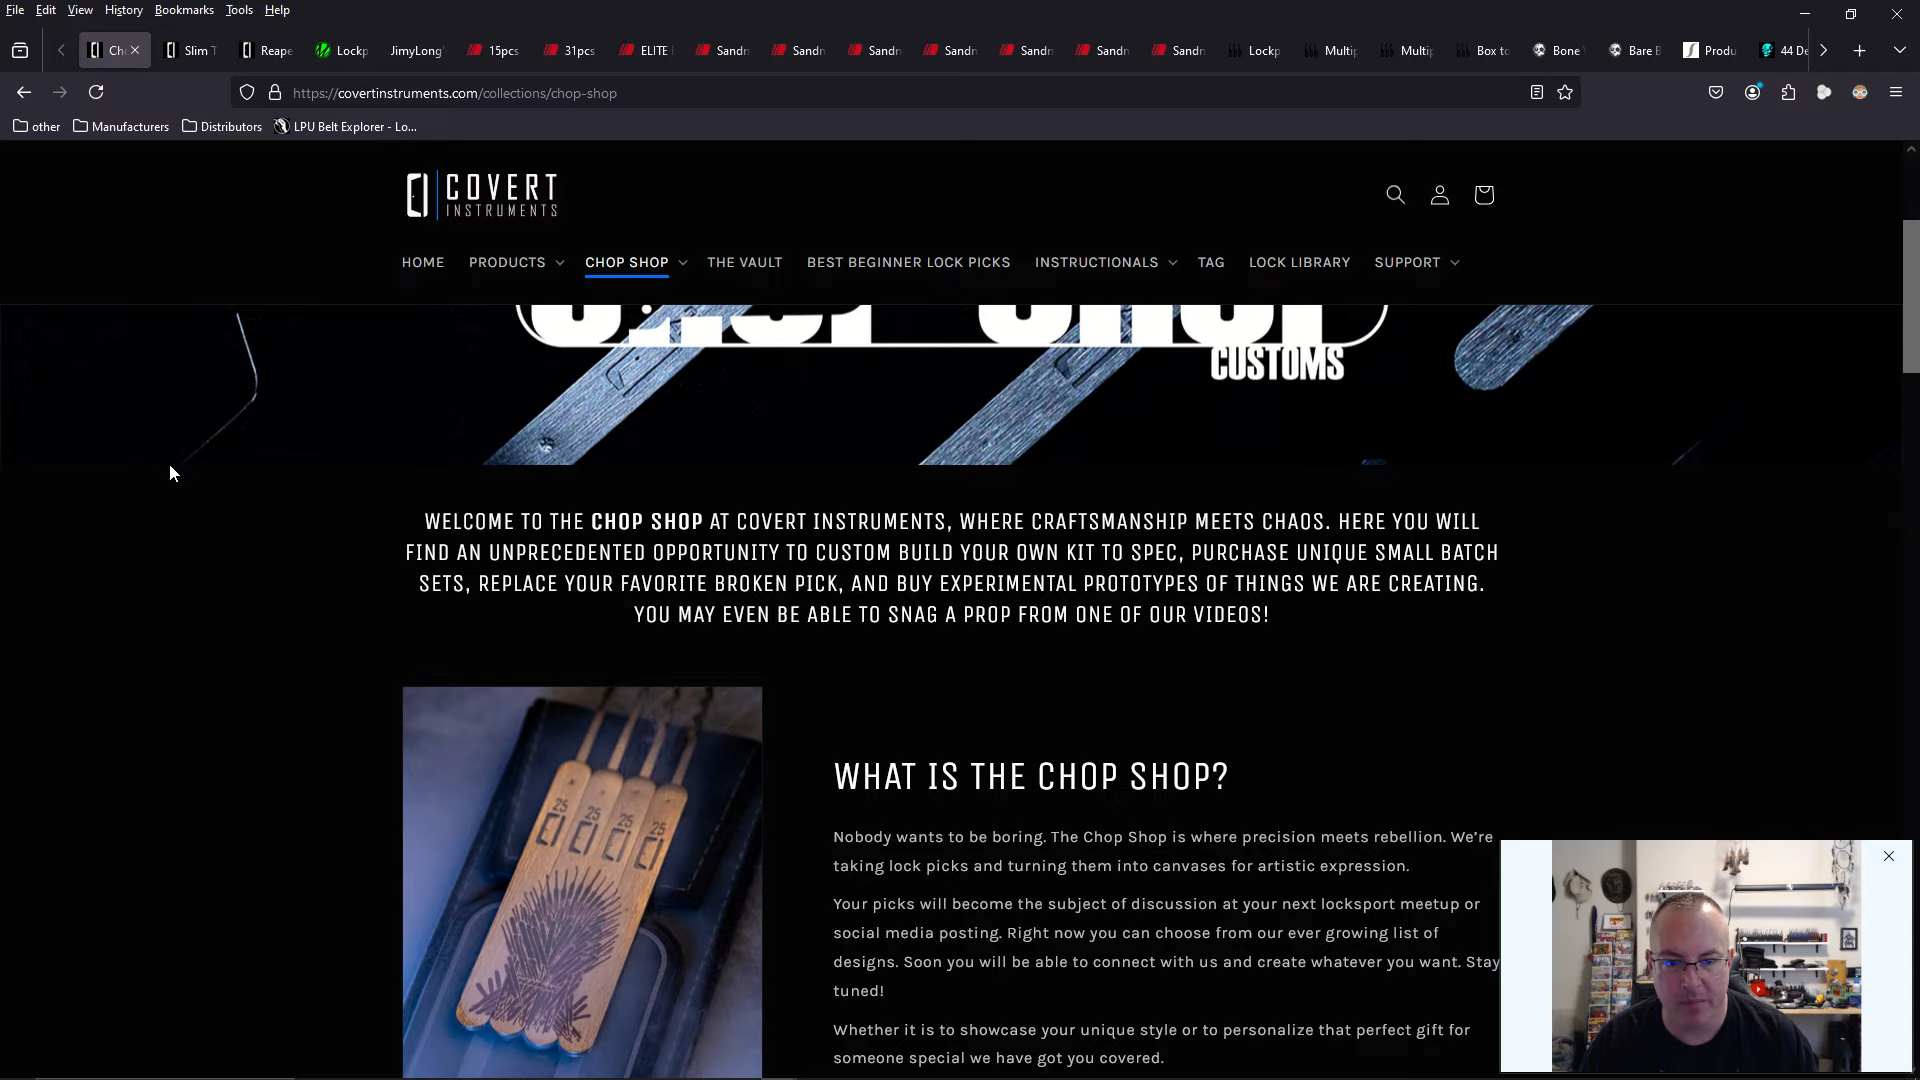 File Edit View History Bookmarks Tools Help
Ch Slim T Reape Lockp JimyLong' 15pcs 31pcs ELITE Sandn Sandn Sandn Sandn Sandn Sandn Sandn Lockp Multip Multip Box to Bone Bare B Produ 44 De
https://covertinstruments.com/collections/chop-shop
other Manufacturers Distributors LPU Belt Explorer - Lo...
COVERT
INSTRUMENTS
HOME PRODUCTS CHOP SHOP THE VAULT BEST BEGINNER LOCK PICKS INSTRUCTIONALS TAG LOCK LIBRARY SUPPORT
CHOP SHOP
CUSTOMS
WELCOME TO THE CHOP SHOP AT COVERT INSTRUMENTS, WHERE CRAFTSMANSHIP MEETS CHAOS. HERE YOU WILL
FIND AN UNPRECEDENTED OPPORTUNITY TO CUSTOM BUILD YOUR OWN KIT TO SPEC, PURCHASE UNIQUE SMALL BATCH
SETS, REPLACE YOUR FAVORITE BROKEN PICK, AND BUY EXPERIMENTAL PROTOTYPES OF THINGS WE ARE CREATING.
YOU MAY EVEN BE ABLE TO SNAG A PROP FROM ONE OF OUR VIDEOS!
25 25 25 25
WHAT IS THE CHOP SHOP?
Nobody wants to be boring. The Chop Shop is where precision meets rebellion. We're
taking lock picks and turning them into canvases for artistic expression.
Your picks will become the subject of discussion at your next locksport meetup or
social media posting. Right now you can choose from our ever growing list of
designs. Soon you will be able to connect with us and create whatever you want. Stay
tuned!
Whether it is to showcase your unique style or to personalize that perfect gift for
someone special we have got you covered.